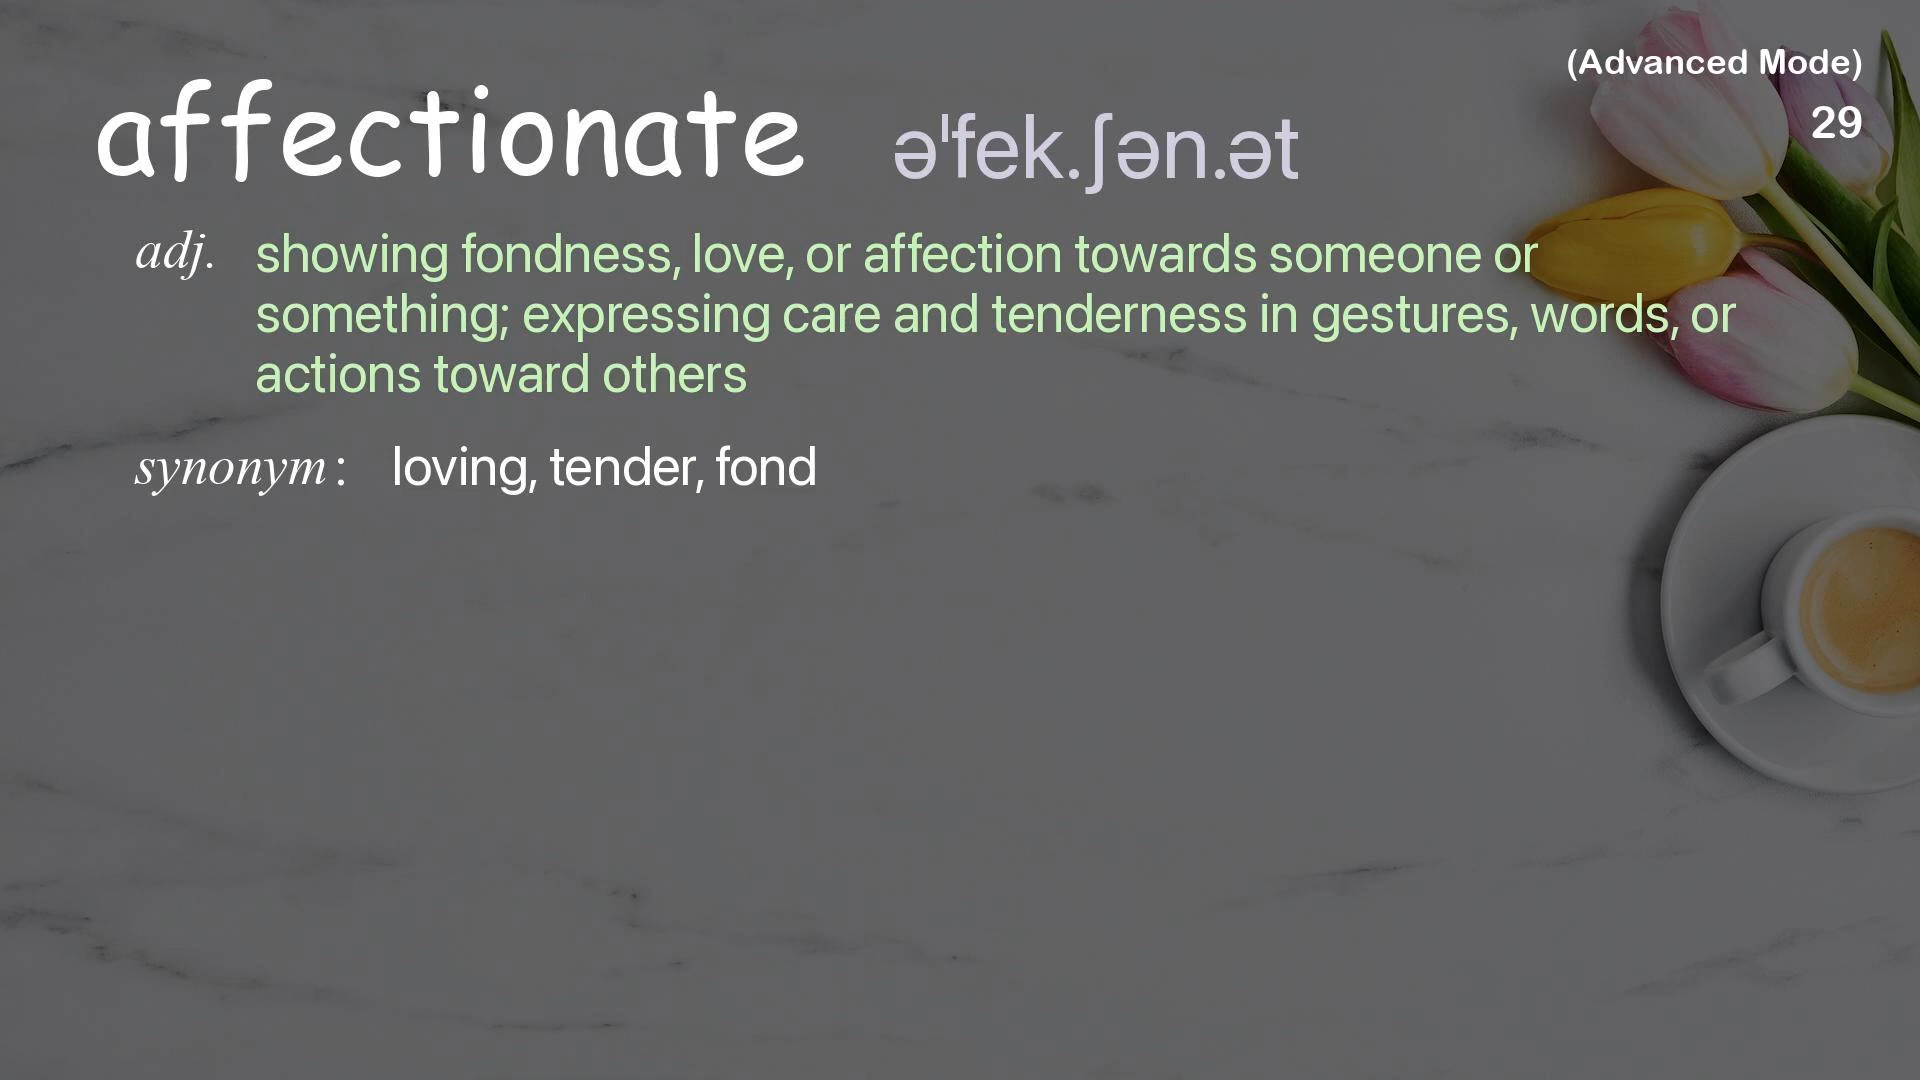 (Advanced Mode)
affectionate əˈfek.ʃən.ət
29
adj. showing fondness, love, or affection towards someone or
something; expressing care and tenderness in gestures, words, or
actions toward others
synonym: loving, tender, fond